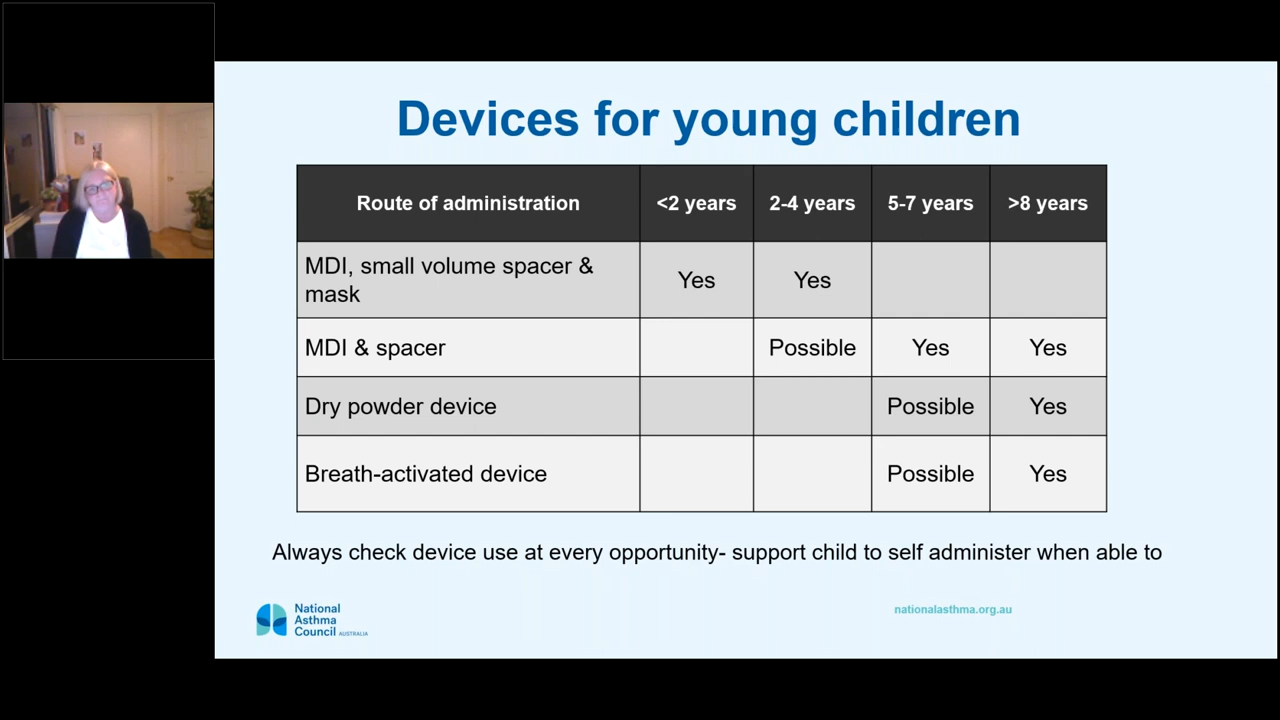 Devices for young children
Route of administration <2 years 2-4 years 5-7 years >8 years
MDI, small volume spacer &
mask Yes Yes
MDI & spacer Possible Yes Yes
Dry powder device Possible Yes
Breath-activated device Possible Yes
Always check device use at every opportunity- support child to self administer when able to
National
Asthma
Council AUSTRALIA
nationalasthma.org.au